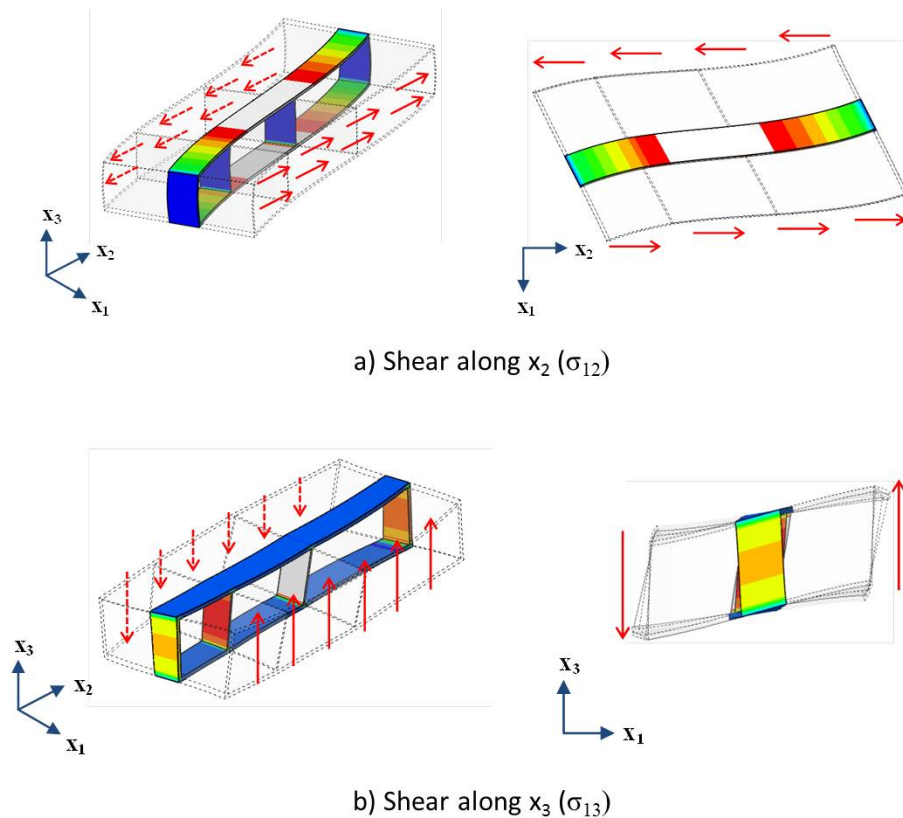 x₃
x₂
x₁
x₂
x₁
a) Shear along x₂ (σ₁₂)
x₃
x₂
x₁
x₃
x₁
b) Shear along x₃ (σ₁₃)